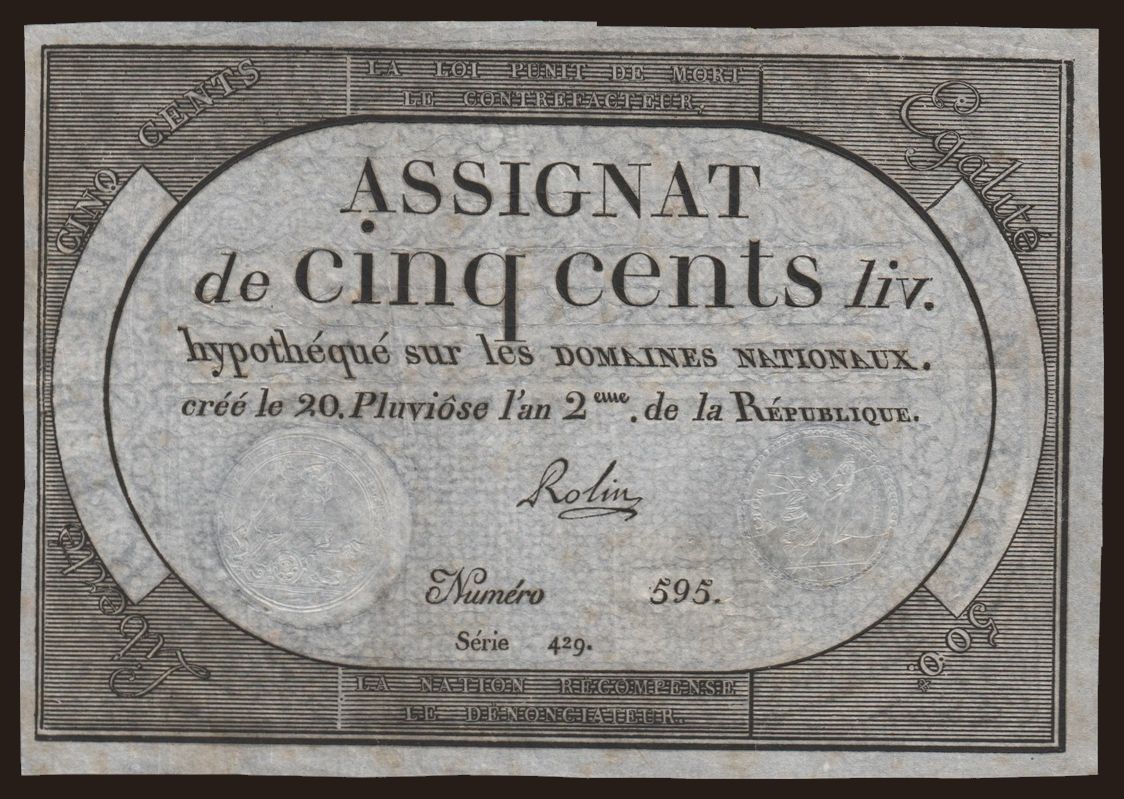 LA LOI PUNIT DE MORT
LE CONTREFACTEUR,
CINQ CENTS
Egalité
ASSIGNAT
de cinq cents liv.
hypothéqué sur les DOMAINES NATIONAUX.
créé le 20. Pluviôse l'an 2eme. de la RÉPUBLIQUE.
Rolin
Numéro 595.
Série 429.
Liberté
500.
LA NATION RECOMPENSE
LE DÉNONCIATEUR.